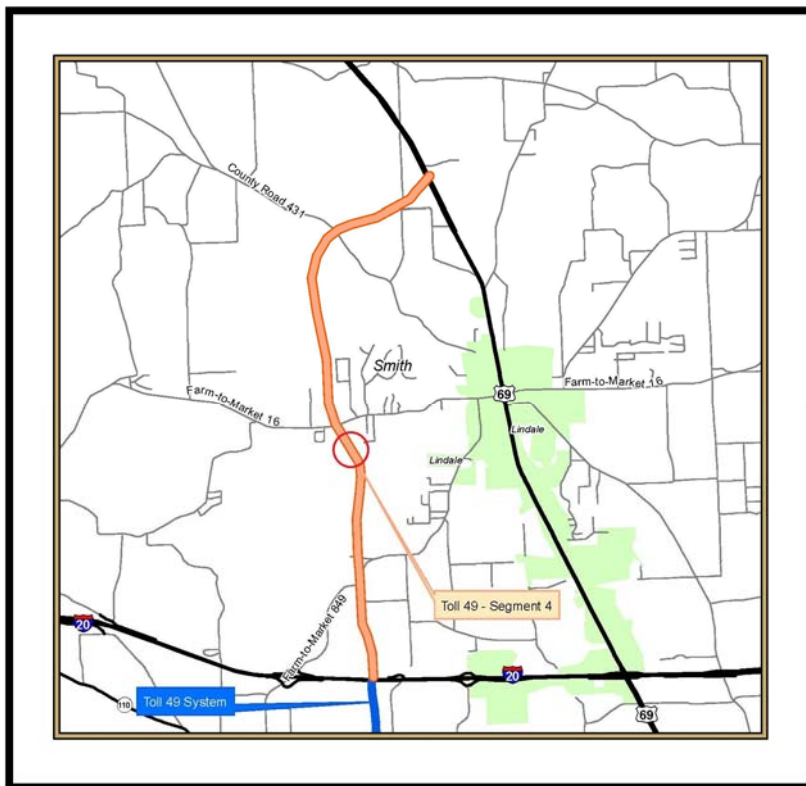 County Road 431
Smith
Farm-to-Market 16
69
Farm-to-Market 16
Lindale
Lindale
Toll 49 - Segment 4
Farm-to-Market 849
20
20
110
Toll 49 System
69